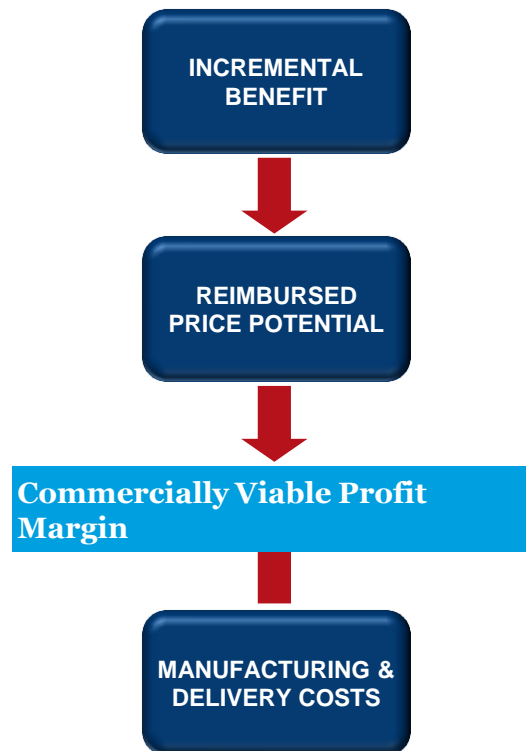 INCREMENTAL
BENEFIT
REIMBURSED
PRICE POTENTIAL
Commercially Viable Profit
Margin
MANUFACTURING &
DELIVERY COSTS